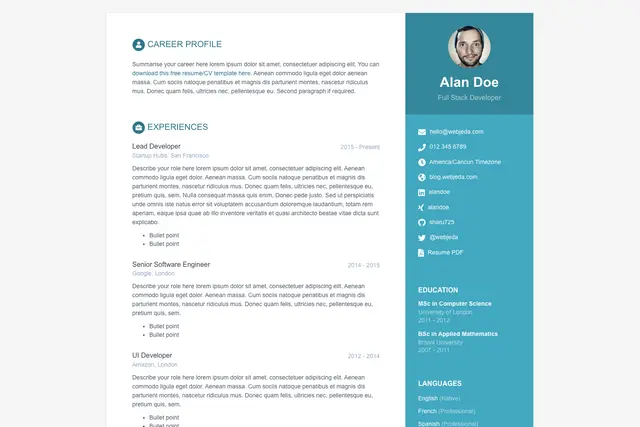 CAREER PROFILE
Summarise your career here lorem ipsum dolor sit amet, consectetuer adipiscing elit. You can
download this free resume/CV template here. Aenean commodo ligula eget dolor aenean
massa. Cum sociis natoque penatibus et magnis dis parturient montes, nascetur ridiculus
mus. Donec quam felis, ultricies nec, pellentesque eu. Second paragraph if required.
EXPERIENCES
Lead Developer
2015 - Present
Startup Hubs, San Francisco
Describe your role here lorem ipsum dolor sit amet, consectetuer adipiscing elit. Aenean
commodo ligula eget dolor. Aenean massa. Cum sociis natoque penatibus et magnis dis
parturient montes, nascetur ridiculus mus. Donec quam felis, ultricies nec, pellentesque eu,
pretium quis, sem. Nulla consequat massa quis enim. Donec pede justo. Sed ut perspiciatis
unde omnis iste natus error sit voluptatem accusantium doloremque laudantium, totam rem
aperiam, eaque ipsa quae ab illo inventore veritatis et quasi architecto beatae vitae dicta sunt
explicabo.
Bullet point
Bullet point
Senior Software Engineer
2014 - 2015
Google, London
Describe your role here lorem ipsum dolor sit amet, consectetuer adipiscing elit. Aenean
commodo ligula eget dolor. Aenean massa. Cum sociis natoque penatibus et magnis dis
parturient montes, nascetur ridiculus mus. Donec quam felis, ultricies nec, pellentesque eu,
pretium quis, sem.
Bullet point
Bullet point
UI Developer
2012 - 2014
Amazon, London
Describe your role here lorem ipsum dolor sit amet, consectetuer adipiscing elit. Aenean
commodo ligula eget dolor. Aenean massa. Cum sociis natoque penatibus et magnis dis
parturient montes, nascetur ridiculus mus. Donec quam felis, ultricies nec, pellentesque eu,
pretium quis, sem.
Bullet point
Bullet point
Alan Doe
Full Stack Developer
hello@webjeda.com
012 345 6789
America/Cancun Timezone
blog.webjeda.com
alandoe
alandoe
sharu725
@webjeda
Resume PDF
EDUCATION
MSc in Computer Science
University of London
2011 - 2012
BSc in Applied Mathematics
Bristol University
2007 - 2011
LANGUAGES
English (Native)
French (Professional)
Spanish (Professional)